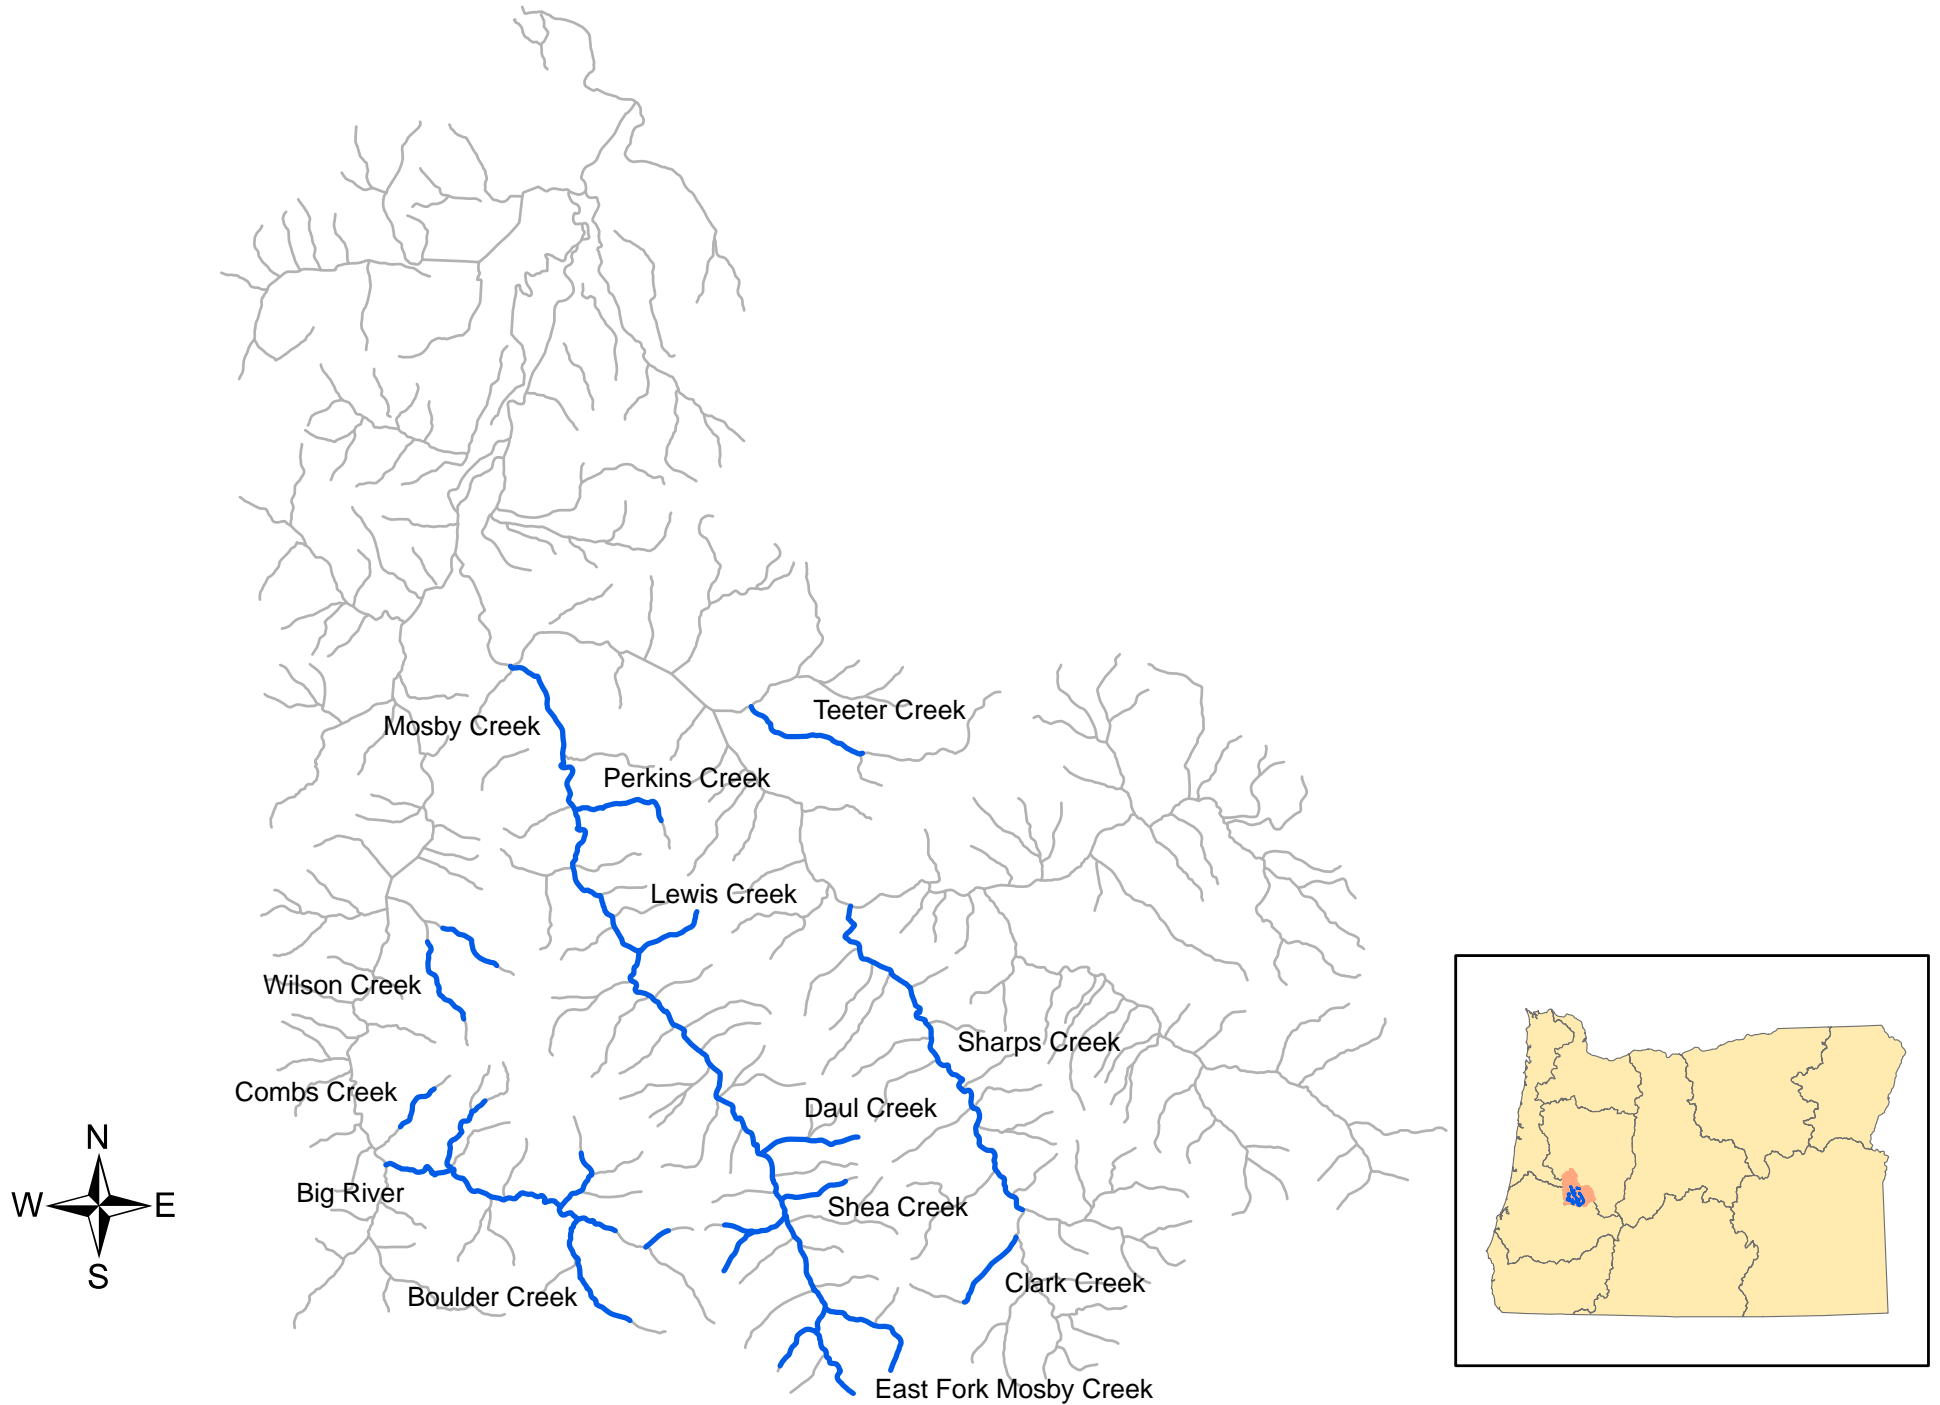 Teeter Creek
Mosby Creek
Perkins Creek
Lewis Creek
Wilson Creek
Sharps Creek
Combs Creek
Daul Creek
N
Big River
W
E
Shea Creek
S
Clark Creek
Boulder Creek
East Fork Mosby Creek